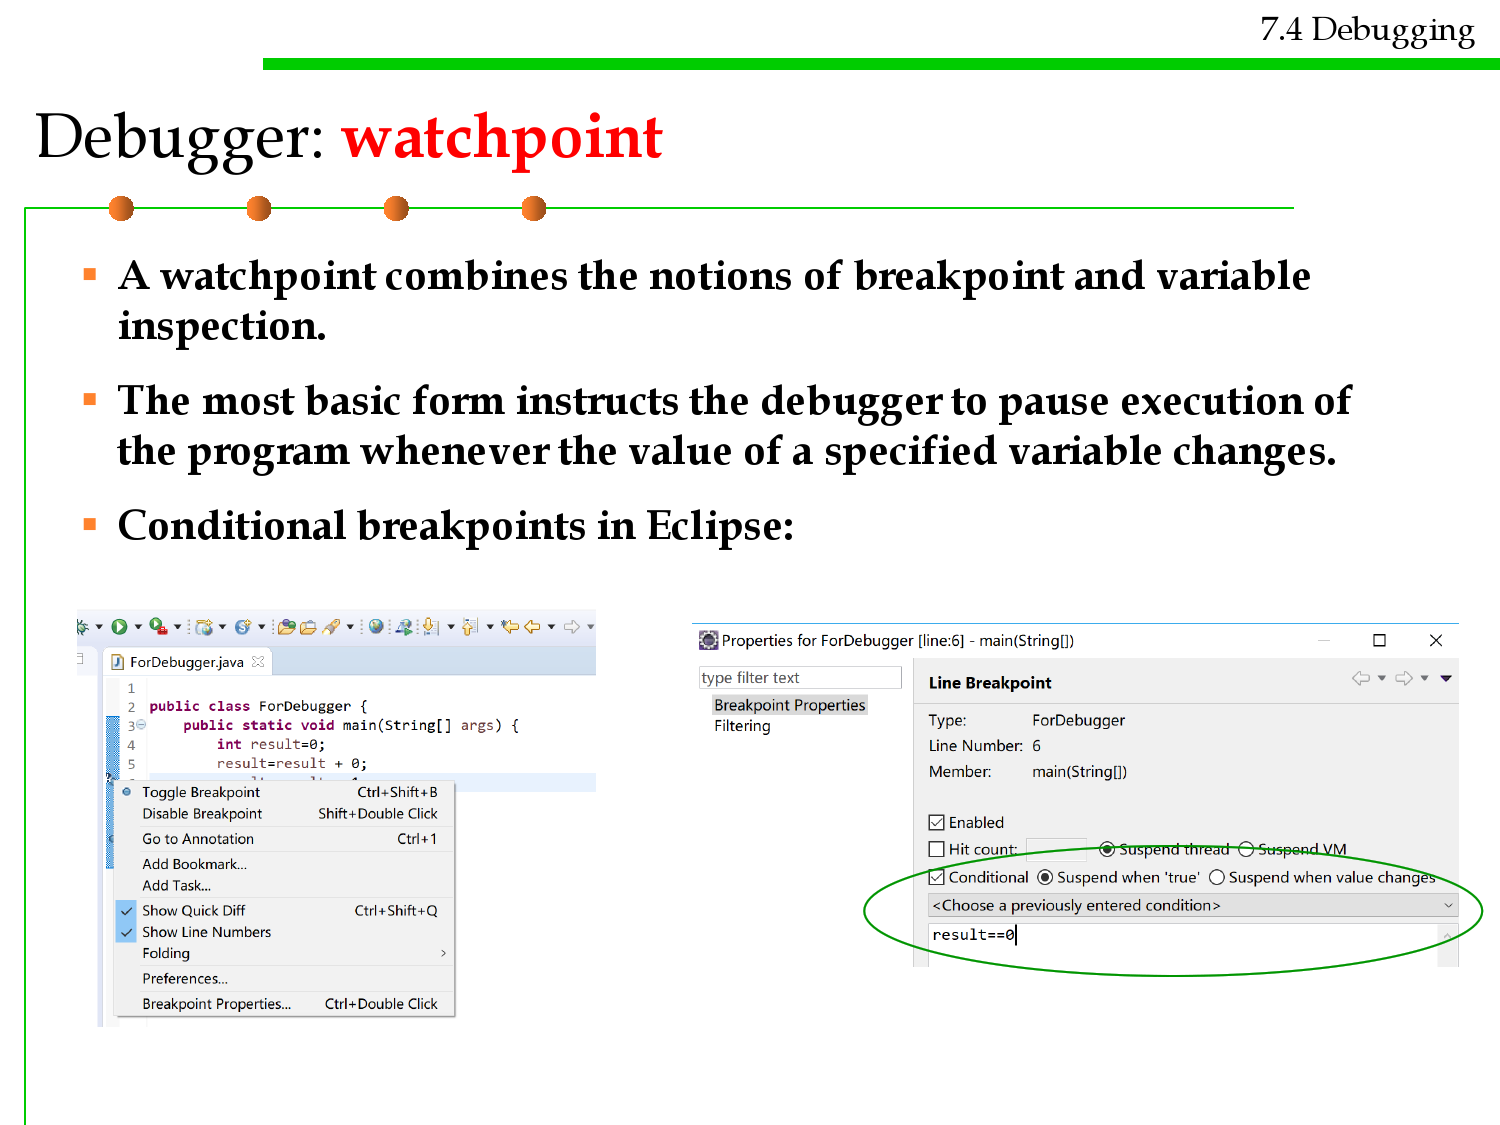 7.4 Debugging
Debugger: watchpoint
A watchpoint combines the notions of breakpoint and variable
inspection.
The most basic form instructs the debugger to pause execution of
the program whenever the value of a specified variable changes.
Conditional breakpoints in Eclipse:
ForDebugger.java
1
2 public class ForDebugger {
3 public static void main(String[] args) {
4 int result=0;
5 result=result + 0;
Toggle Breakpoint Ctrl+Shift+B
Disable Breakpoint Shift+Double Click
Go to Annotation Ctrl+1
Add Bookmark...
Add Task...
Show Quick Diff Ctrl+Shift+Q
Show Line Numbers
Folding
Preferences...
Breakpoint Properties... Ctrl+Double Click
Properties for ForDebugger [line:6] - main(String[])
type filter text
Breakpoint Properties
Filtering
Line Breakpoint
Type: ForDebugger
Line Number: 6
Member: main(String[])
Enabled
Hit count: Suspend thread Suspend VM
Conditional Suspend when 'true' Suspend when value changes
<Choose a previously entered condition>
result==0